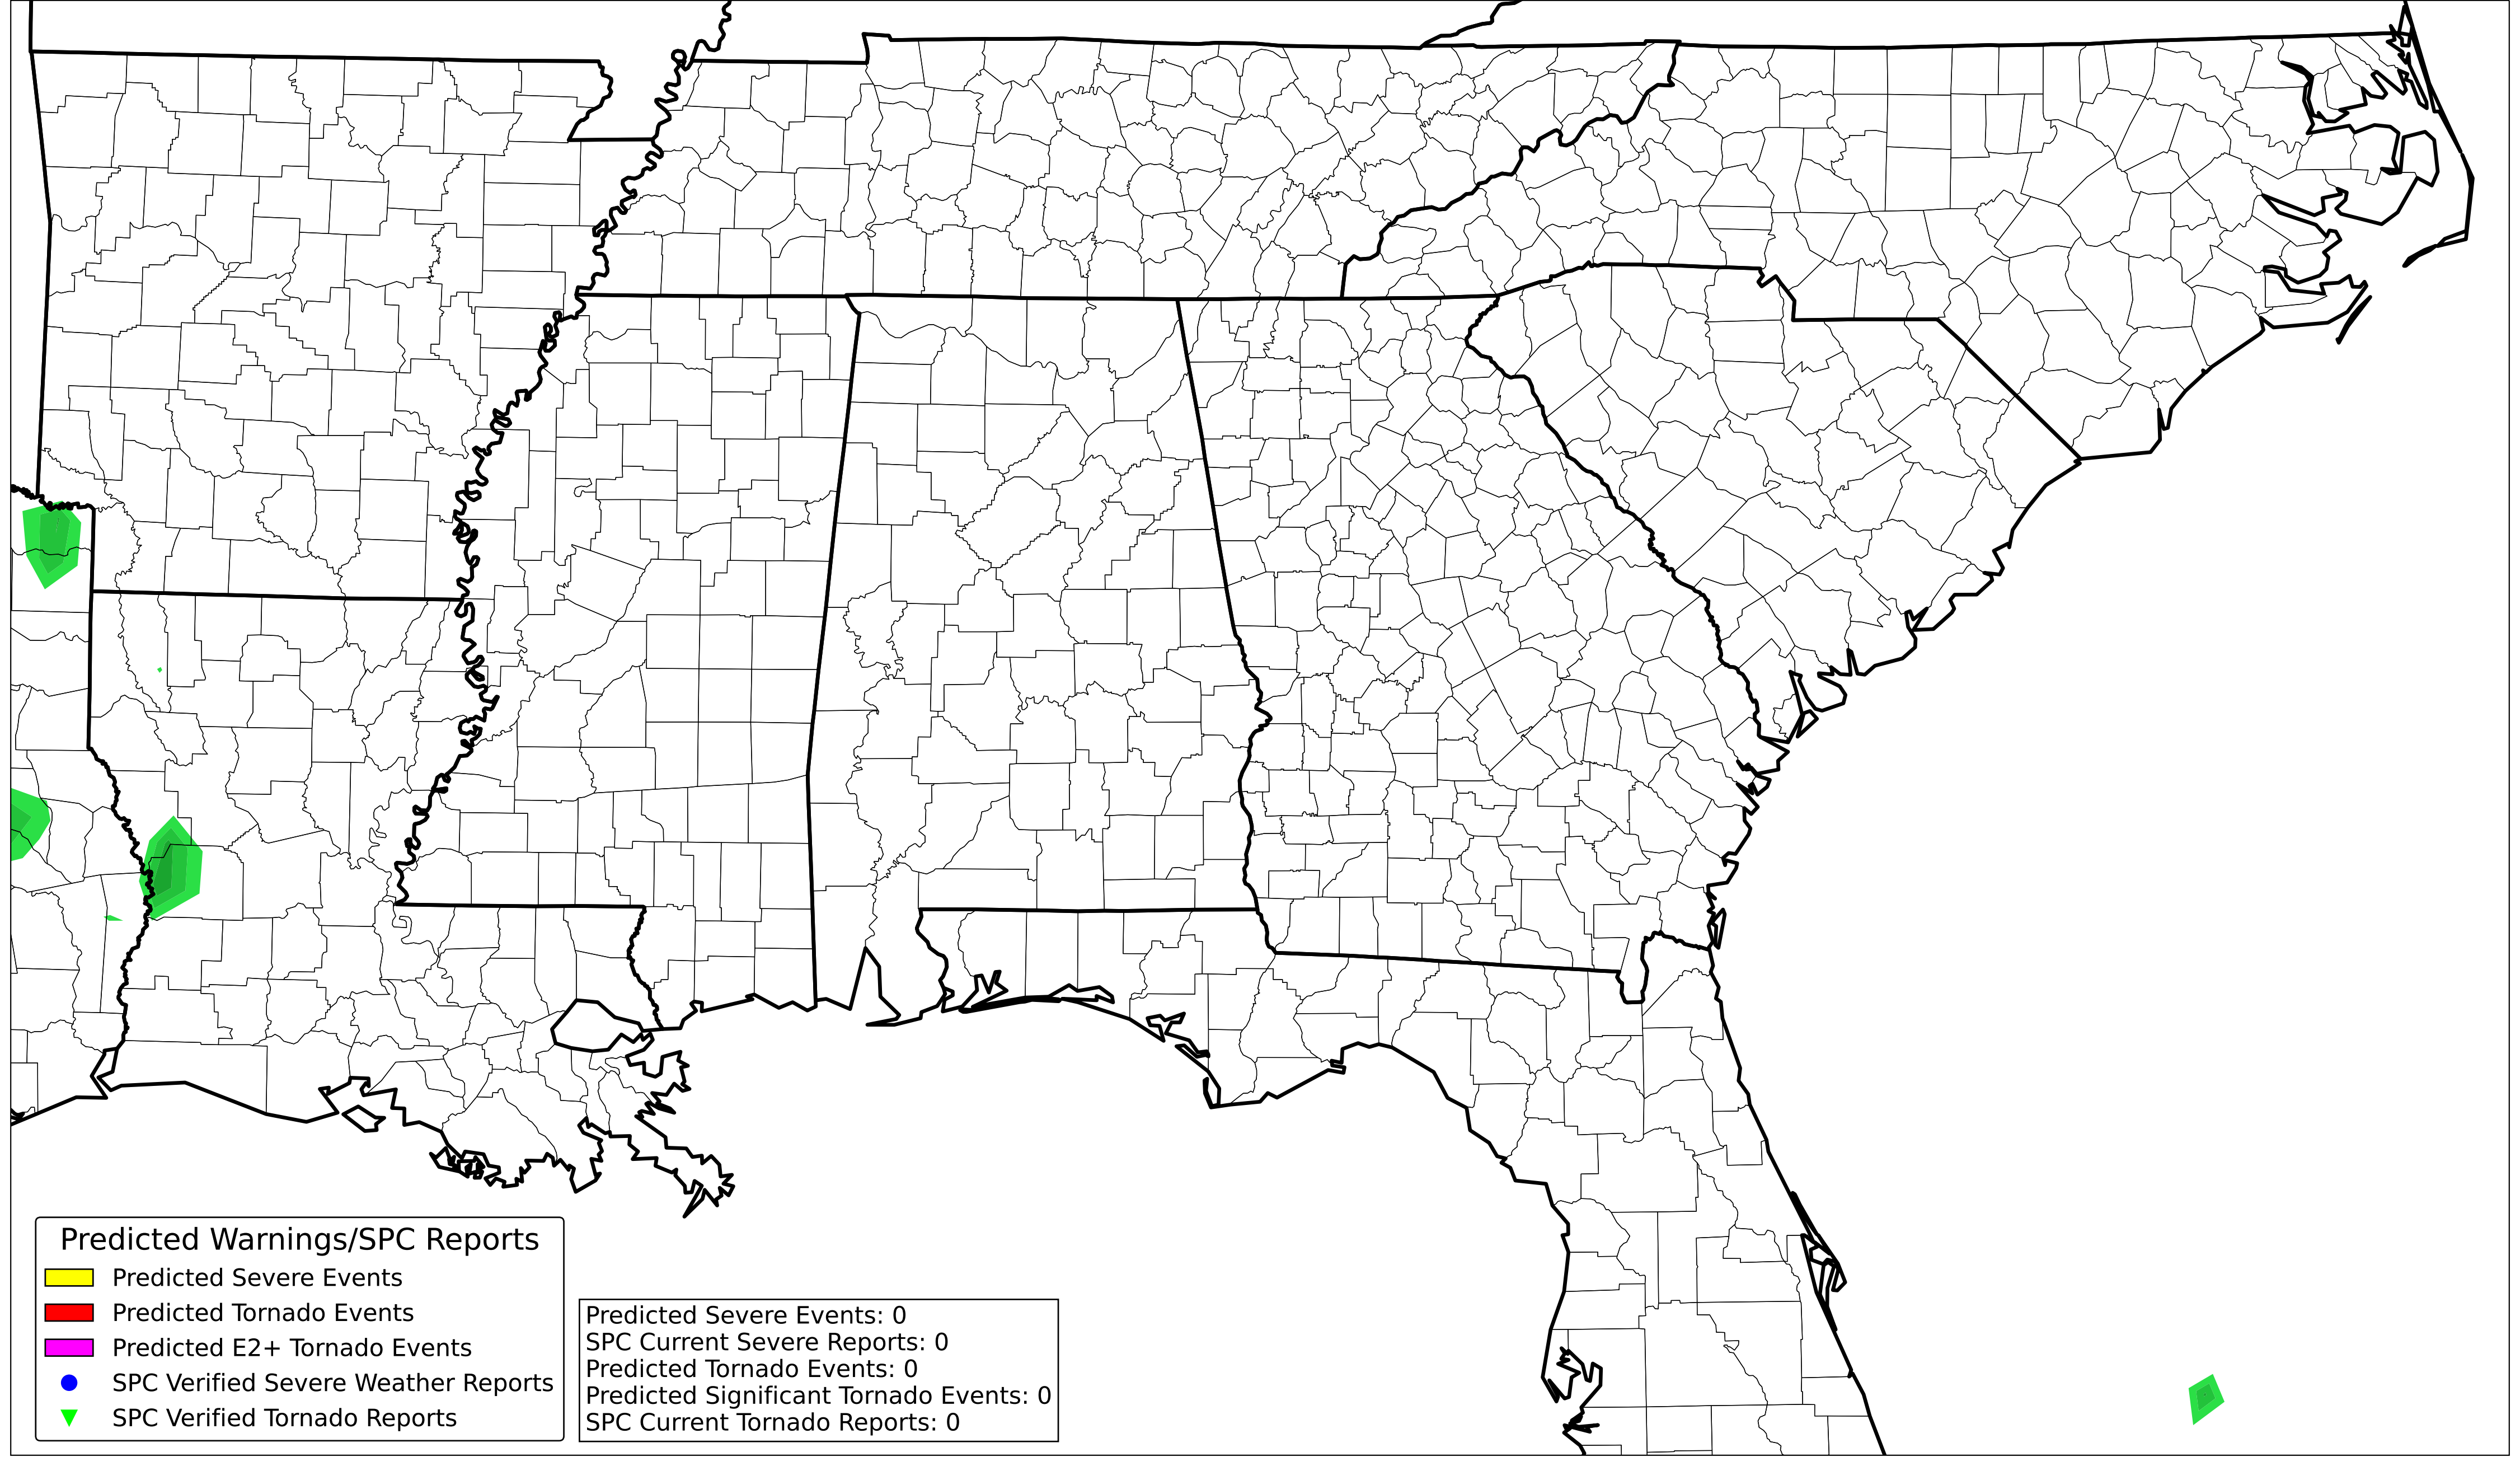 Predicted Warnings/SPC Reports
Predicted Severe Events
Predicted Tornado Events
Predicted E2+ Tornado Events
SPC Verified Severe Weather Reports
SPC Verified Tornado Reports
Predicted Severe Events: 0
SPC Current Severe Reports: 0
Predicted Tornado Events: 0
Predicted Significant Tornado Events: 0
SPC Current Tornado Reports: 0